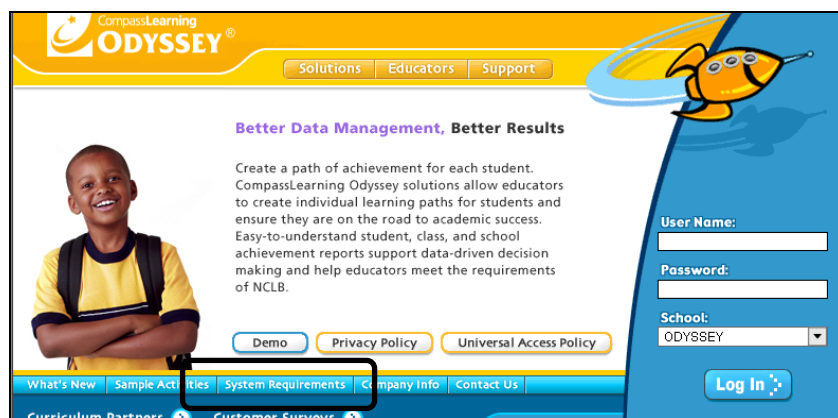 CompassLearning
ODYSSEY®
Solutions Educators Support
Better Data Management, Better Results
Create a path of achievement for each student.
CompassLearning Odyssey solutions allow educators
to create individual learning paths for students and
ensure they are on the road to academic success.
Easy-to-understand student, class, and school
achievement reports support data-driven decision
making and help educators meet the requirements
of NCLB.
Demo Privacy Policy Universal Access Policy
User Name:
Password:
School:
ODYSSEY
Log In
What's New Sample Activities System Requirements Company Info Contact Us
Curriculum Partners Customer Surveys